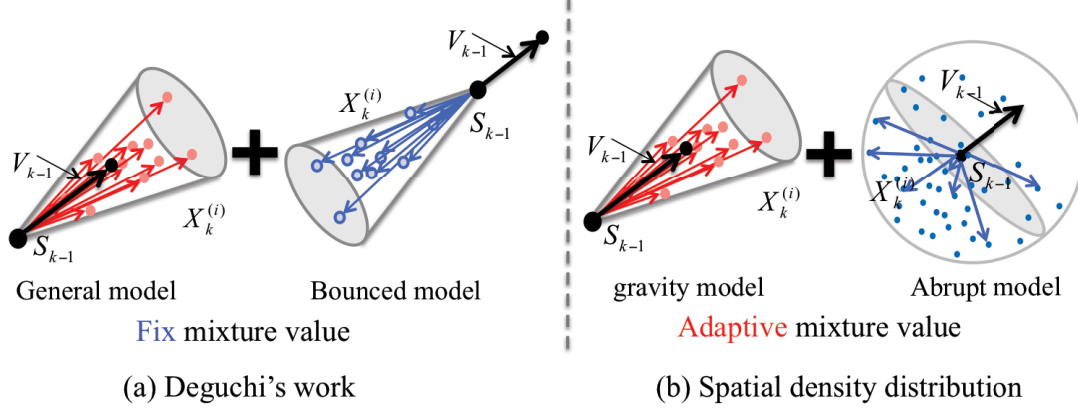 V_{k-1}
X_k^{(i)}
S_{k-1}
+
V_{k-1}
X_k^{(i)}
S_{k-1}
General model
Bounced model
Fix mixture value
(a) Deguchi's work
V_{k-1}
X_k^{(i)}
S_{k-1}
+
V_{k-1}
X_k^{(i)}
S_{k-1}
gravity model
Abrupt model
Adaptive mixture value
(b) Spatial density distribution